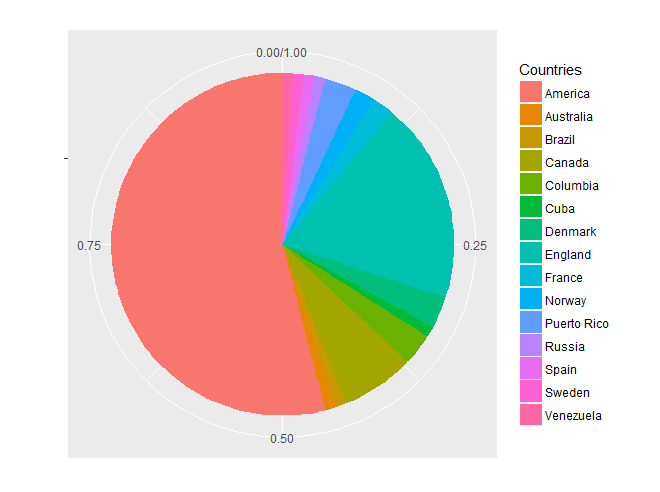 0.00/1.00
0.25
0.50
0.75
Countries
America
Australia
Brazil
Canada
Columbia
Cuba
Denmark
England
France
Norway
Puerto Rico
Russia
Spain
Sweden
Venezuela